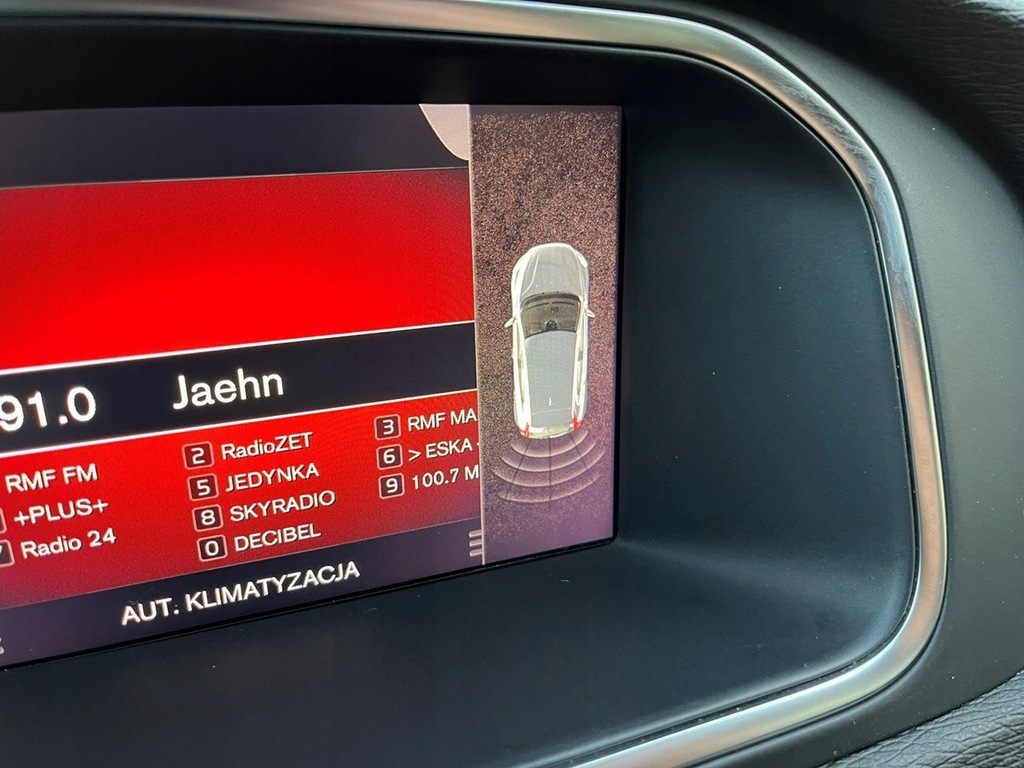 91.0 Jaehn
RMF FM 2 RadioZET 3 RMF MA
+PLUS+ 5 JEDYNKA 6 > ESKA
Radio 24 8 SKYRADIO 9 100.7 M
0 DECIBEL
AUT. KLIMATYZACJA